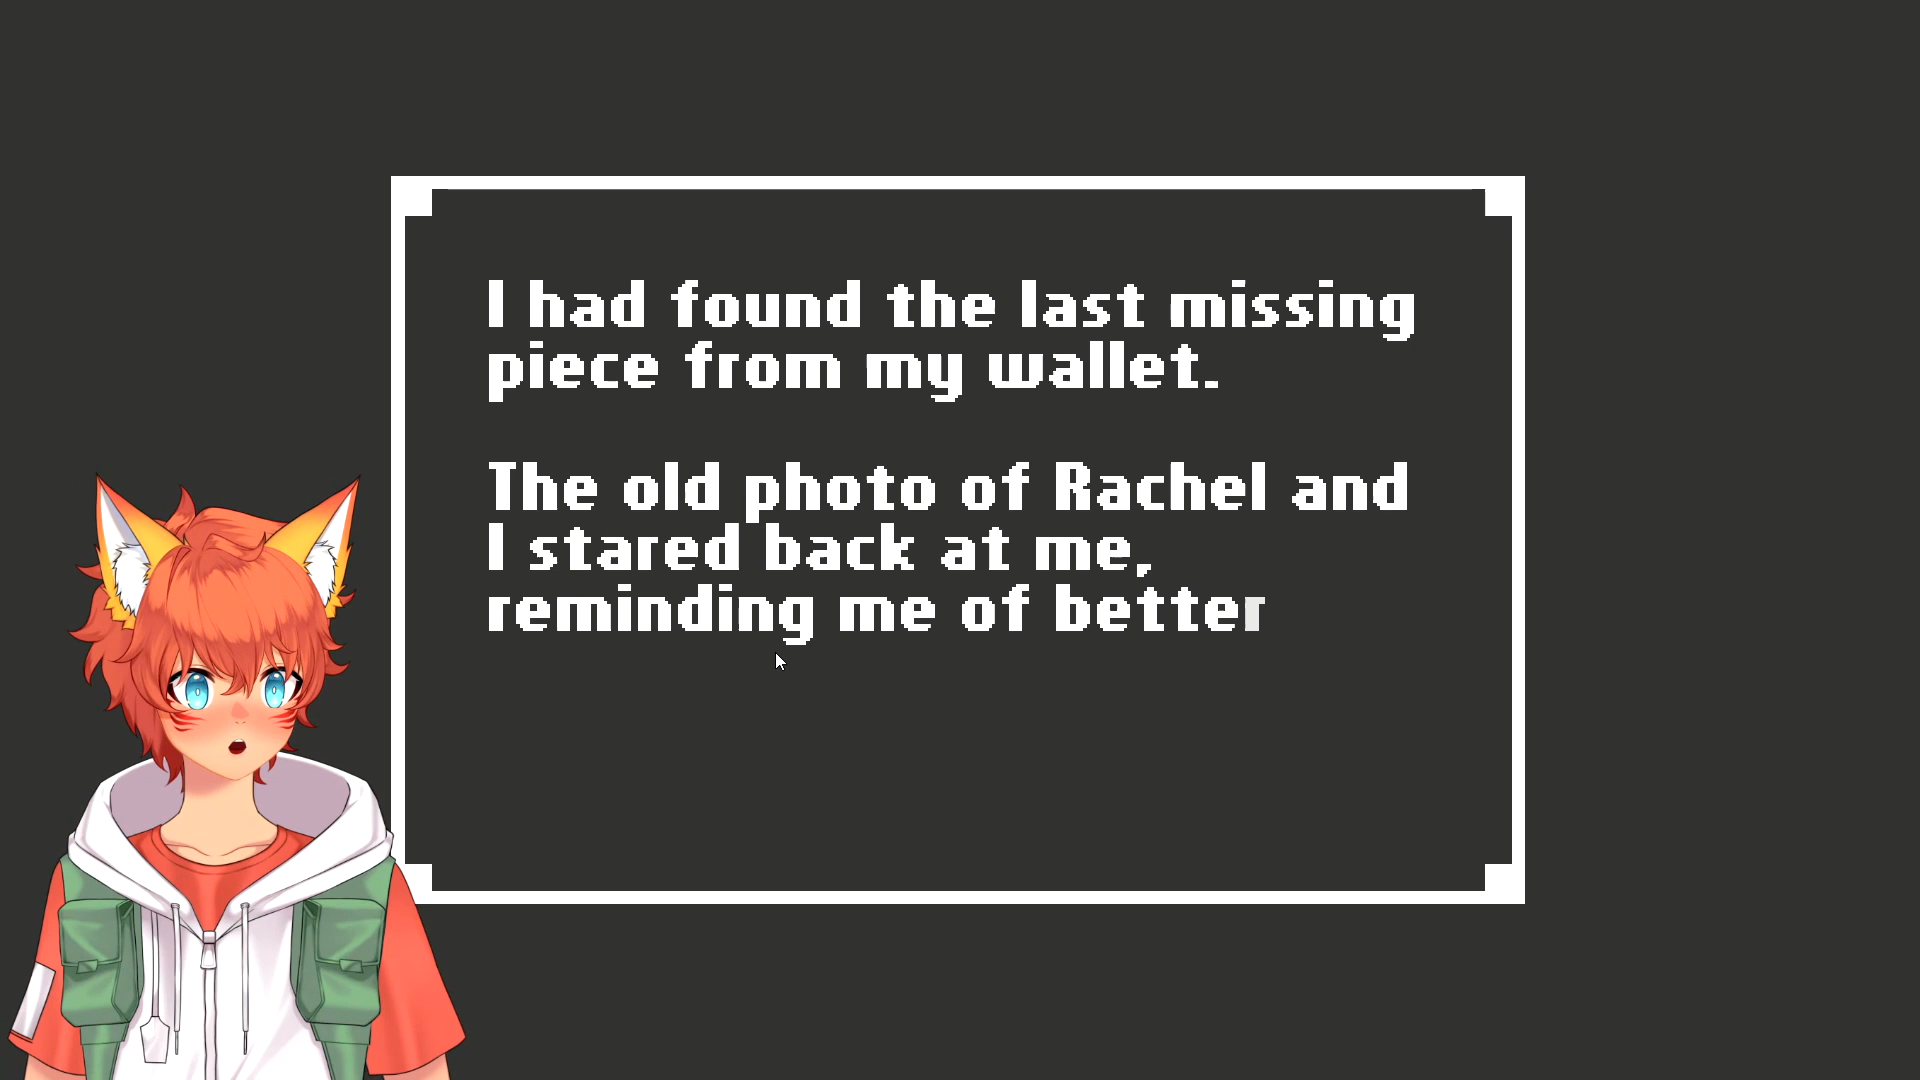 I had found the last missing
piece from my wallet.
The old photo of Rachel and
I stared back at me,
reminding me of better